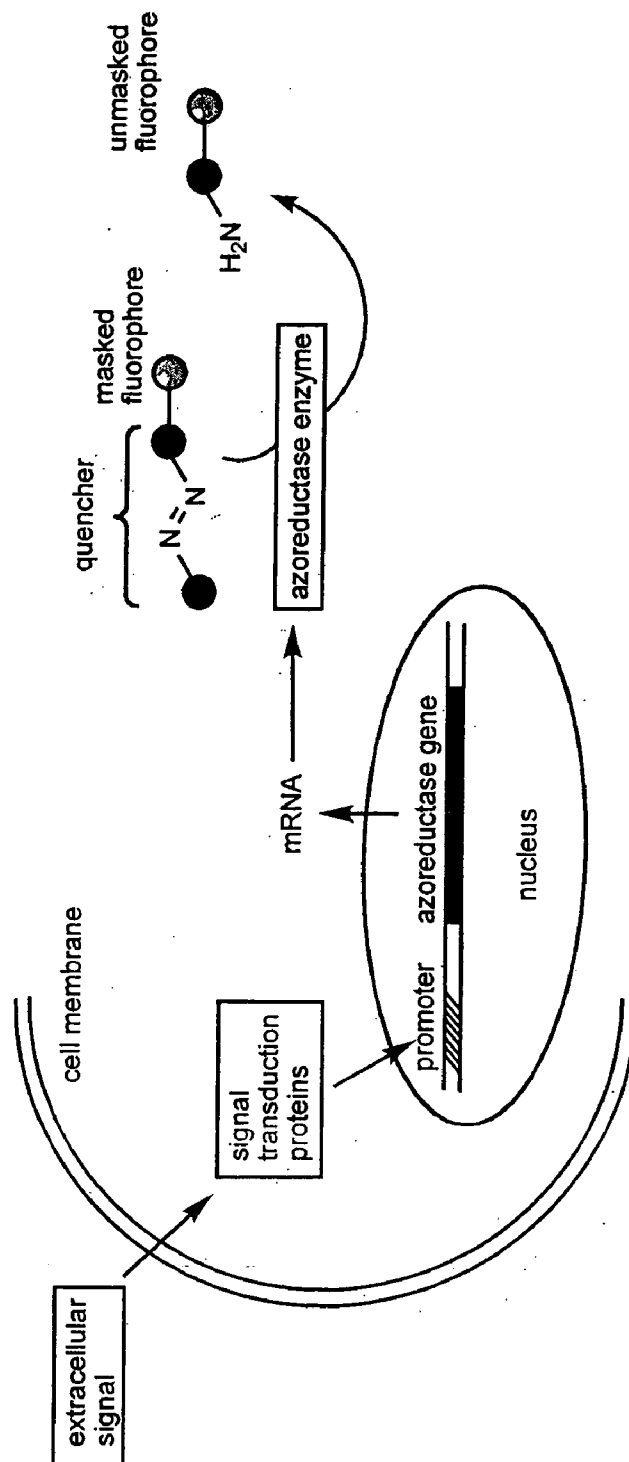 extracellular
signal
cell membrane
signal
transduction
proteins
promoter
azoreductase gene
nucleus
mRNA
azoreductase enzyme
quencher
N=N
masked
fluorophore
H₂N
unmasked
fluorophore